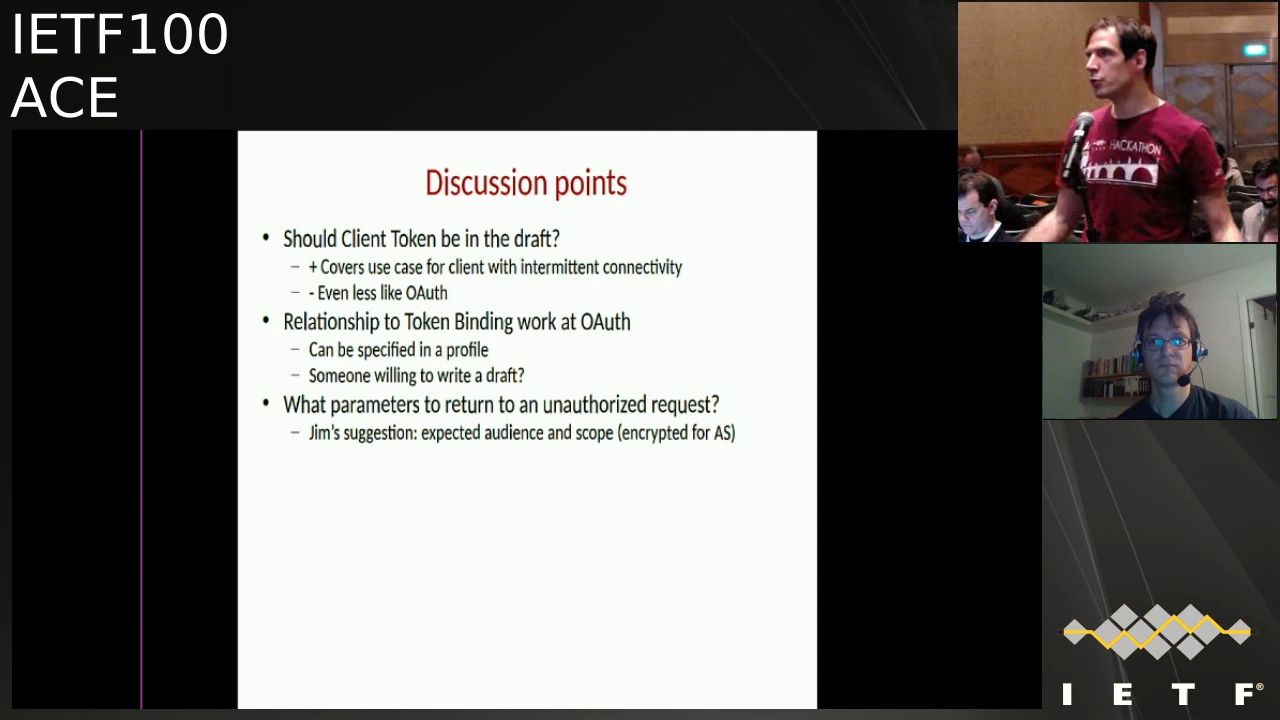 IETF100
ACE
HACKATHON
Discussion points
• Should Client Token be in the draft?
– + Covers use case for client with intermittent connectivity
– - Even less like OAuth
• Relationship to Token Binding work at OAuth
– Can be specified in a profile
– Someone willing to write a draft?
• What parameters to return to an unauthorized request?
– Jim's suggestion: expected audience and scope (encrypted for AS)
I E T F®